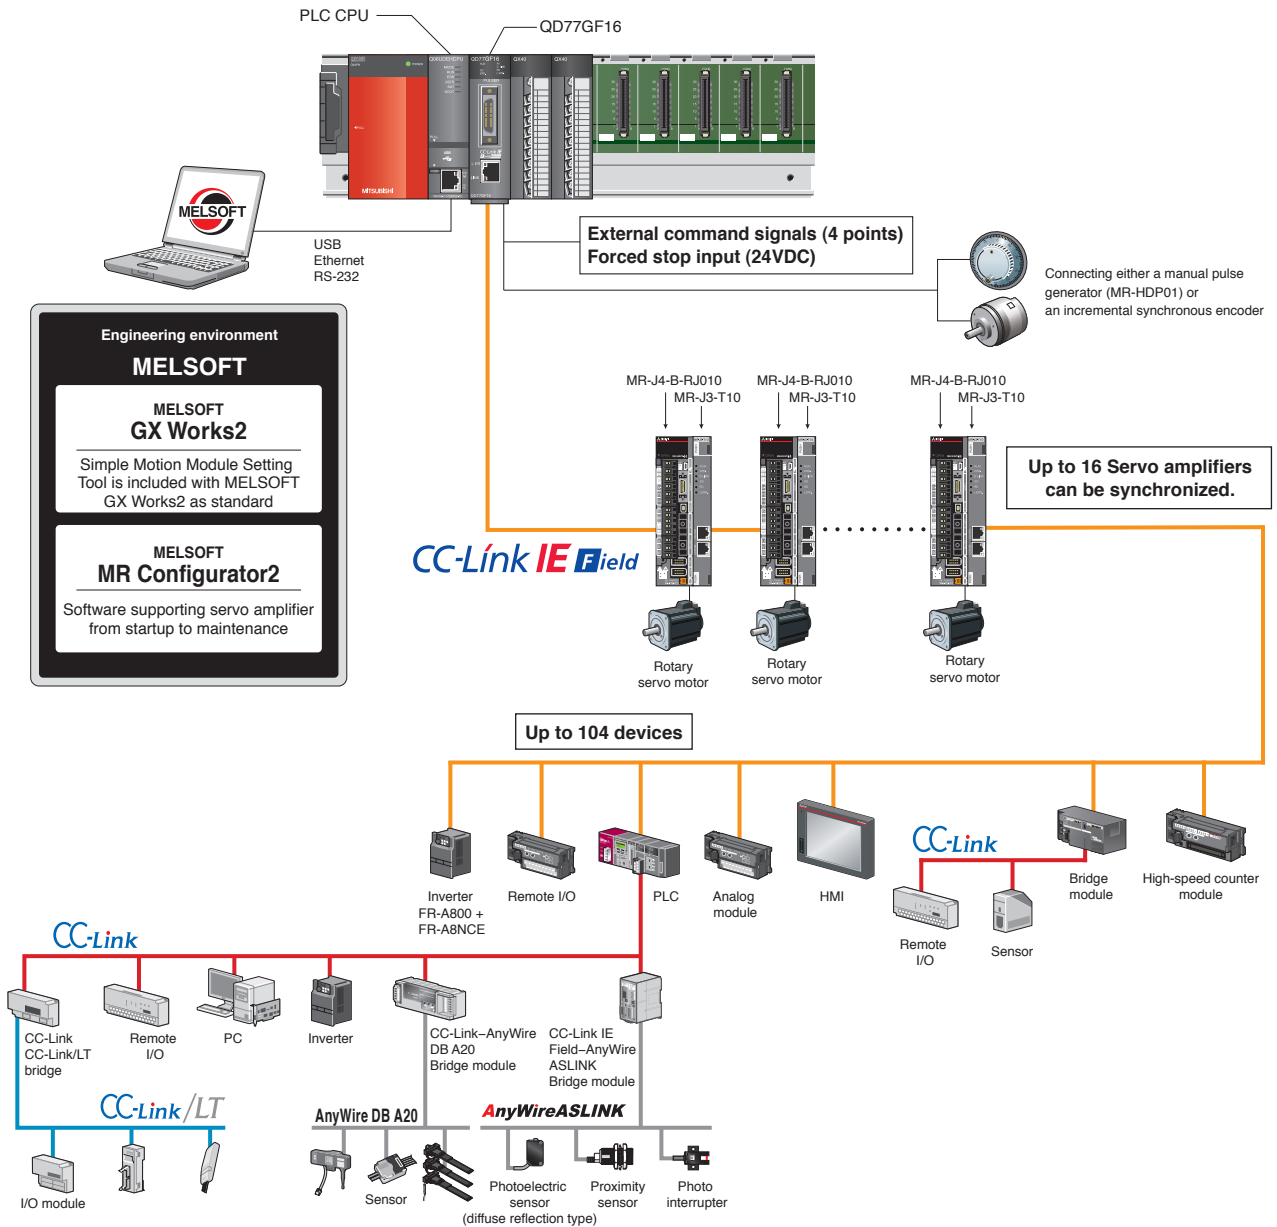 PLC CPU
QD77GF16
Q06UDEHCPU
QD77GF16
QX40
QX40
MITSUBISHI
MELSOFT
USB
Ethernet
RS-232
External command signals (4 points)
Forced stop input (24VDC)
Connecting either a manual pulse
generator (MR-HDP01) or
an incremental synchronous encoder
Engineering environment
MELSOFT
MELSOFT
GX Works2
Simple Motion Module Setting
Tool is included with MELSOFT
GX Works2 as standard
MELSOFT
MR Configurator2
Software supporting servo amplifier
from startup to maintenance
MR-J4-B-RJ010
MR-J3-T10
MR-J4-B-RJ010
MR-J3-T10
MR-J4-B-RJ010
MR-J3-T10
Up to 16 Servo amplifiers
can be synchronized.
CC-Link IE Field
Rotary
servo motor
Rotary
servo motor
Rotary
servo motor
Up to 104 devices
Inverter
FR-A800 +
FR-A8NCE
Remote I/O
PLC
Analog
module
HMI
CC-Link
Bridge
module
High-speed counter
module
Remote
I/O
Sensor
CC-Link
CC-Link
CC-Link/LT
bridge
Remote
I/O
PC
Inverter
CC-Link–AnyWire
DB A20
Bridge module
CC-Link IE
Field–AnyWire
ASLINK
Bridge module
CC-Link/LT
AnyWire DB A20
AnyWireASLINK
I/O module
Sensor
Photoelectric
sensor
(diffuse reflection type)
Proximity
sensor
Photo
interrupter